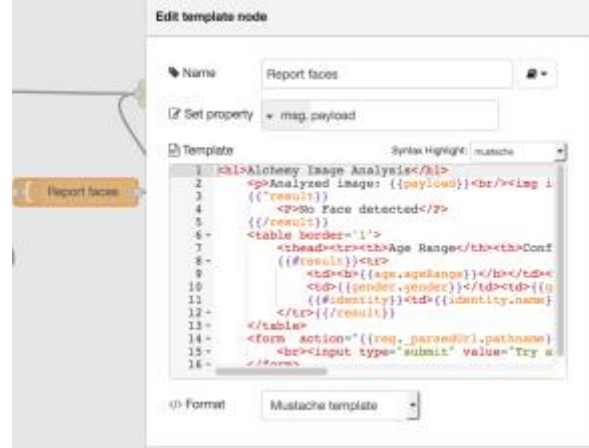 Edit template node
Name
Report faces
Set property
msg. payload
Template
Syntax Highlight: mustache
1 <h1>Alchemy Image Analysis</h1>
2 <p>Analyzed image: {{payload}}<br/><img i
3 {{^result}}
4 <P>No Face detected</P>
5 {{/result}}
6 <table border='1'>
7 <thead><tr><th>Age Range</th><th>Conf
8 {{#result}}<tr>
9 <td><b>{{age.ageRange}}</b></td><
10 <td>{{gender.gender}}</td><td>{{g
11 {{#identity}}<td>{{identity.name}
12 </tr>{{/result}}
13 </table>
14 <form action="{{req._parsedUrl.pathname}
15 <br><input type="submit" value="Try a
16 </form>
Report faces
</> Format
Mustache template